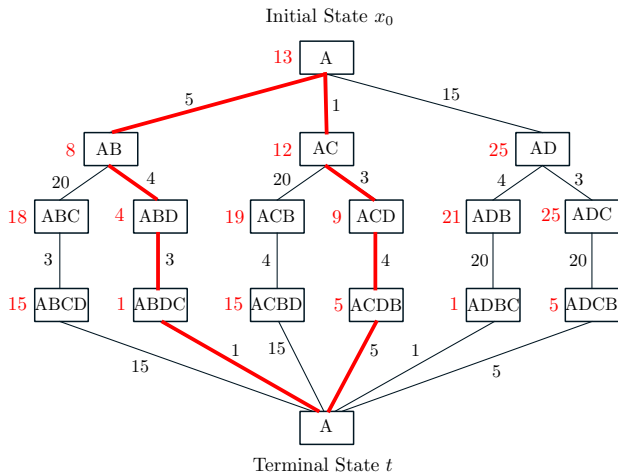 Initial State x₀
13 A
5 1 15
8 AB 12 AC 25 AD
20 4 20 3 4 3
18 ABC 4 ABD 19 ACB 9 ACD 21 ADB 25 ADC
3 3 4 4 20 20
15 ABCD 1 ABDC 15 ACBD 5 ACDB 1 ADBC 5 ADCB
15 1 15 5 1 5
A
Terminal State t